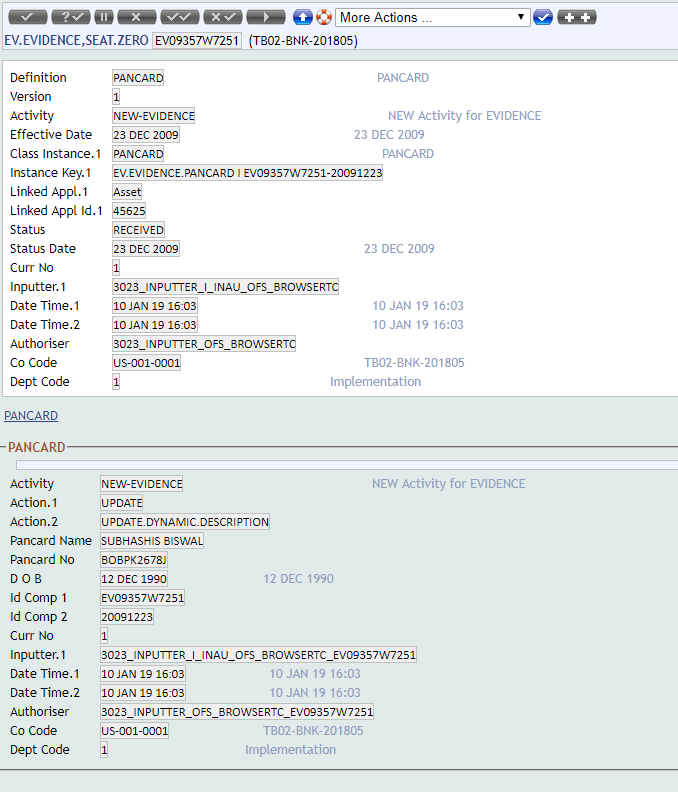 More Actions ...
EV.EVIDENCE,SEAT.ZERO EV09357W7251 (TB02-BNK-201805)
Definition PANCARD PANCARD
Version 1
Activity NEW-EVIDENCE NEW Activity for EVIDENCE
Effective Date 23 DEC 2009 23 DEC 2009
Class Instance.1 PANCARD PANCARD
Instance Key.1 EV.EVIDENCE.PANCARD I EV09357W7251-20091223
Linked Appl.1 Asset
Linked Appl Id.1 45625
Status RECEIVED
Status Date 23 DEC 2009 23 DEC 2009
Curr No 1
Inputter.1 3023_INPUTTER_I_INAU_OFS_BROWSERTC
Date Time.1 10 JAN 19 16:03 10 JAN 19 16:03
Date Time.2 10 JAN 19 16:03 10 JAN 19 16:03
Authoriser 3023_INPUTTER_OFS_BROWSERTC
Co Code US-001-0001 TB02-BNK-201805
Dept Code 1 Implementation
PANCARD
PANCARD
Activity NEW-EVIDENCE NEW Activity for EVIDENCE
Action.1 UPDATE
Action.2 UPDATE.DYNAMIC.DESCRIPTION
Pancard Name SUBHASHIS BISWAL
Pancard No BOBPK2678J
D O B 12 DEC 1990 12 DEC 1990
Id Comp 1 EV09357W7251
Id Comp 2 20091223
Curr No 1
Inputter.1 3023_INPUTTER_I_INAU_OFS_BROWSERTC_EV09357W7251
Date Time.1 10 JAN 19 16:03 10 JAN 19 16:03
Date Time.2 10 JAN 19 16:03 10 JAN 19 16:03
Authoriser 3023_INPUTTER_OFS_BROWSERTC_EV09357W7251
Co Code US-001-0001 TB02-BNK-201805
Dept Code 1 Implementation